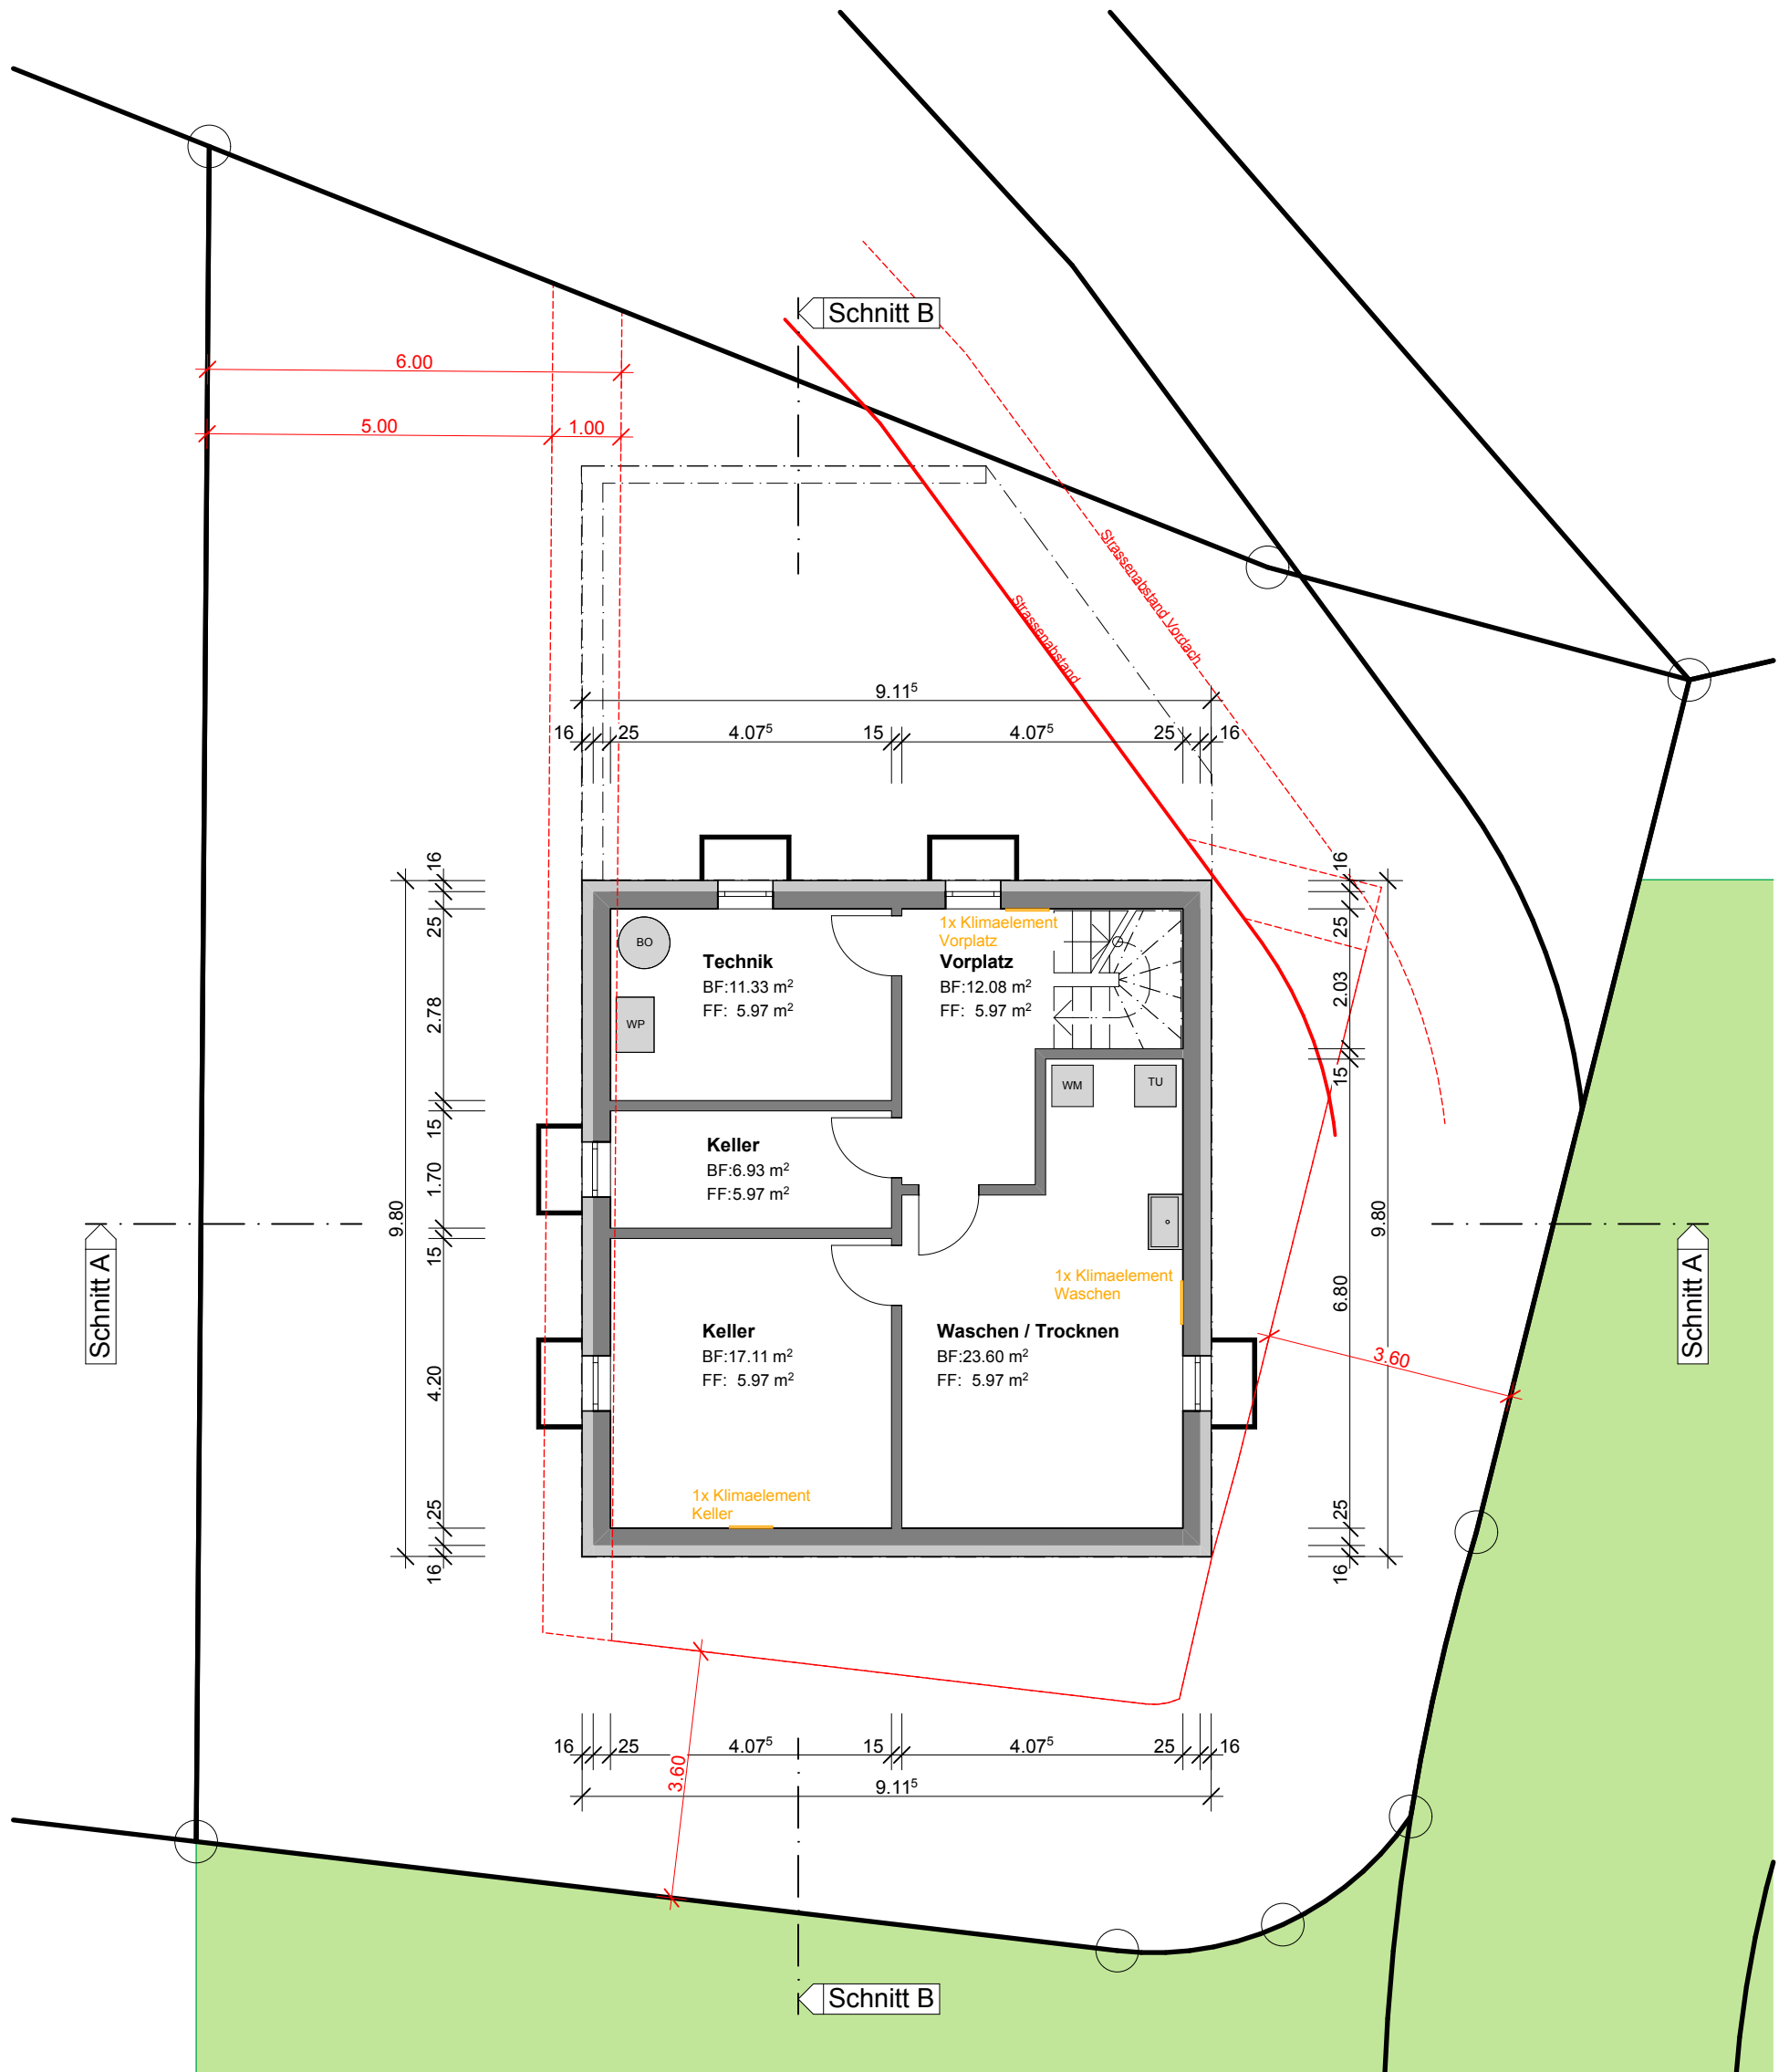 Schnitt B
6.00
5.00
1.00
Strassenabstand Vordach
Strassenabstand
9.11⁵
16
25
4.07⁵
15
4.07⁵
25
16
16
25
2.78
15
1.70
15
4.20
25
16
9.80
BO
WP
Technik
BF:11.33 m²
FF: 5.97 m²
1x Klimaelement
Vorplatz
Vorplatz
BF:12.08 m²
FF: 5.97 m²
WM
TU
Keller
BF:6.93 m²
FF:5.97 m²
1x Klimaelement
Waschen
Keller
BF:17.11 m²
FF: 5.97 m²
Waschen / Trocknen
BF:23.60 m²
FF: 5.97 m²
1x Klimaelement
Keller
16
25
2.03
15
6.80
25
16
9.80
Schnitt A
Schnitt A
3.60
3.60
16
25
4.07⁵
15
4.07⁵
25
16
9.11⁵
Schnitt B